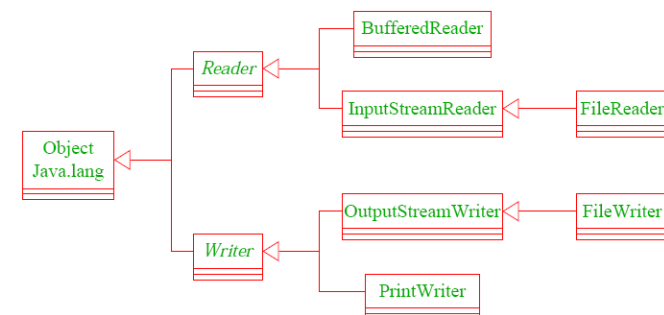 BufferedReader
Reader
InputStreamReader
FileReader
Object
Java.lang
OutputStreamWriter
FileWriter
Writer
PrintWriter